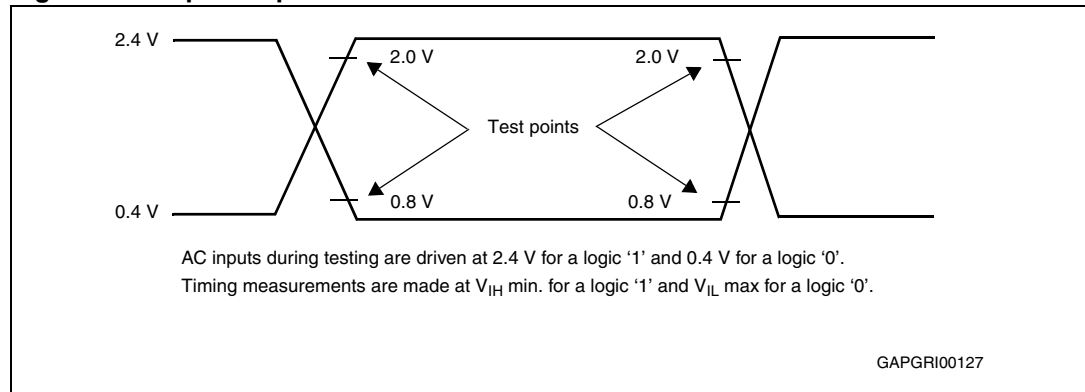 2.4 V
2.0 V
2.0 V
Test points
0.8 V
0.8 V
0.4 V
AC inputs during testing are driven at 2.4 V for a logic ‘1’ and 0.4 V for a logic ‘0’.
Timing measurements are made at VIH min. for a logic ‘1’ and VIL max for a logic ‘0’.
GAPGRI00127